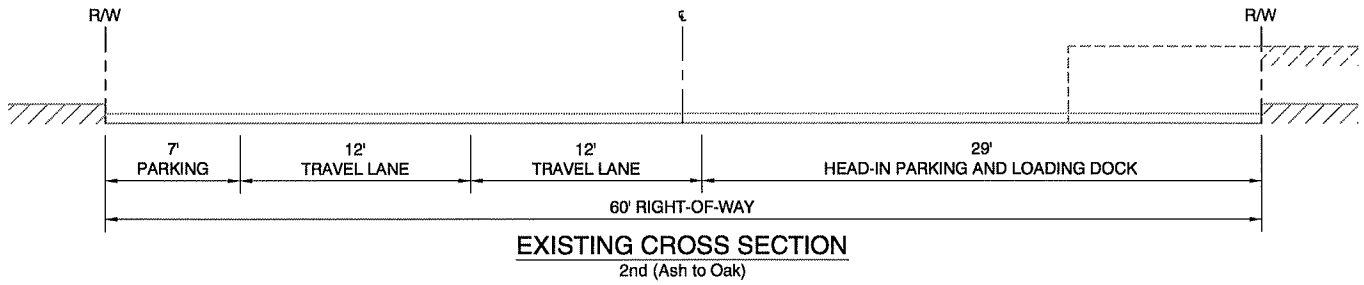 R/W ℄ R/W
7' 12' 12' 29'
PARKING TRAVEL LANE TRAVEL LANE HEAD-IN PARKING AND LOADING DOCK
60' RIGHT-OF-WAY
EXISTING CROSS SECTION
2nd (Ash to Oak)